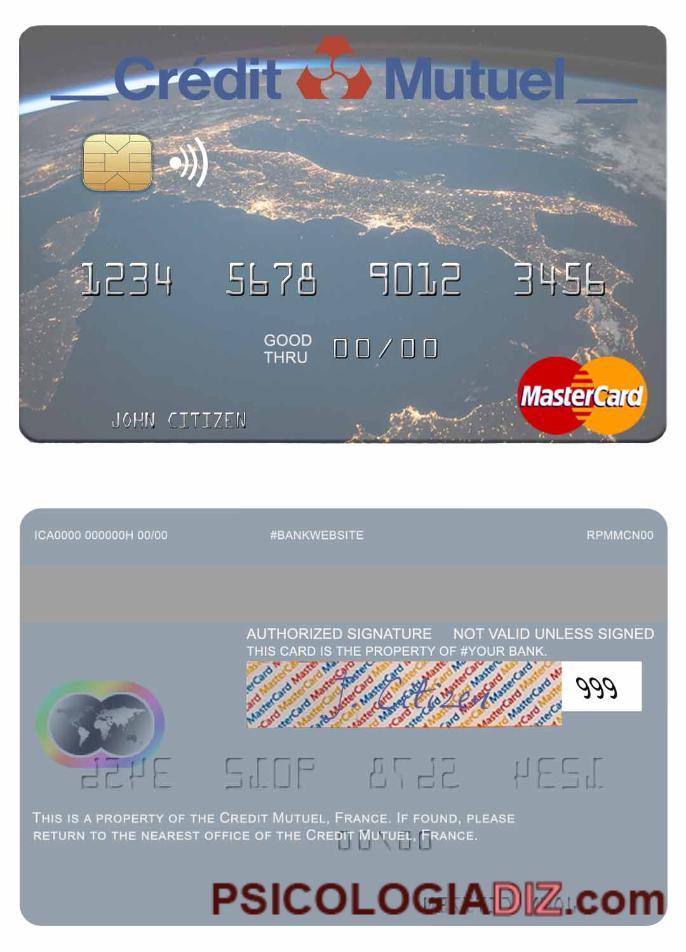 Crédit Mutuel
1234 5678 9012 3456
GOOD THRU 00/00
JOHN CITIZEN
MasterCard
ICA0000 000000H 00/00 #BANKWEBSITE RPMMCN00
AUTHORIZED SIGNATURE NOT VALID UNLESS SIGNED
THIS CARD IS THE PROPERTY OF #YOUR BANK.
J. Citizen
999
THIS IS A PROPERTY OF THE CREDIT MUTUEL, FRANCE. IF FOUND, PLEASE
RETURN TO THE NEAREST OFFICE OF THE CREDIT MUTUEL, FRANCE.
PSICOLOGIADIZ.com